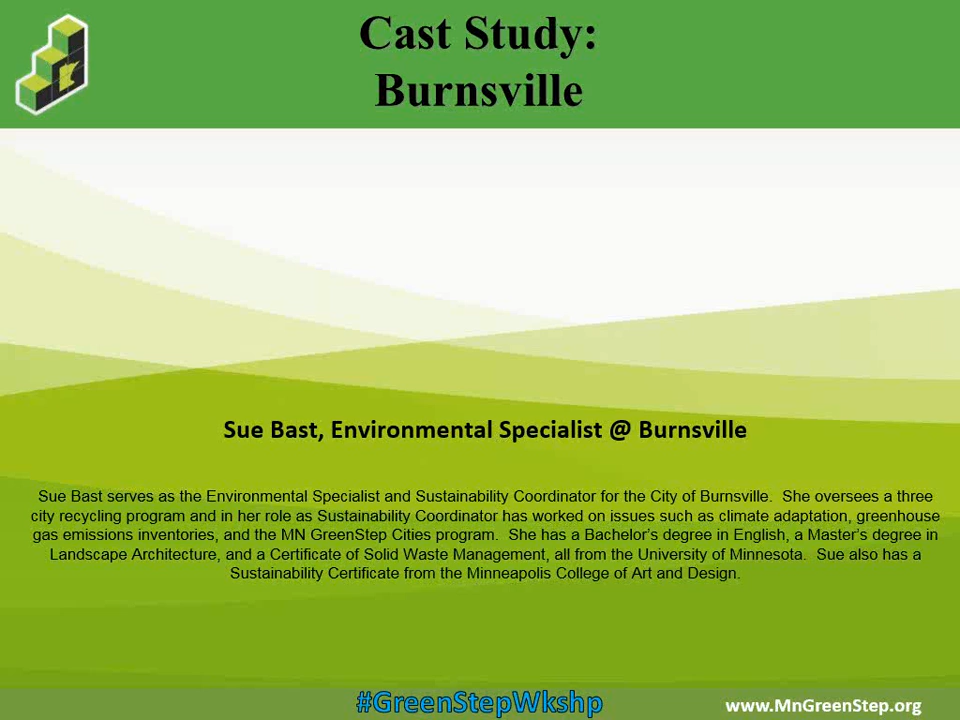 Cast Study:
Burnsville
Sue Bast, Environmental Specialist @ Burnsville
Sue Bast serves as the Environmental Specialist and Sustainability Coordinator for the City of Burnsville.  She oversees a three
city recycling program and in her role as Sustainability Coordinator has worked on issues such as climate adaptation, greenhouse
gas emissions inventories, and the MN GreenStep Cities program.  She has a Bachelor's degree in English, a Master's degree in
Landscape Architecture, and a Certificate of Solid Waste Management, all from the University of Minnesota.  Sue also has a
Sustainability Certificate from the Minneapolis College of Art and Design.
#GreenStepWkshp
www.MnGreenStep.org